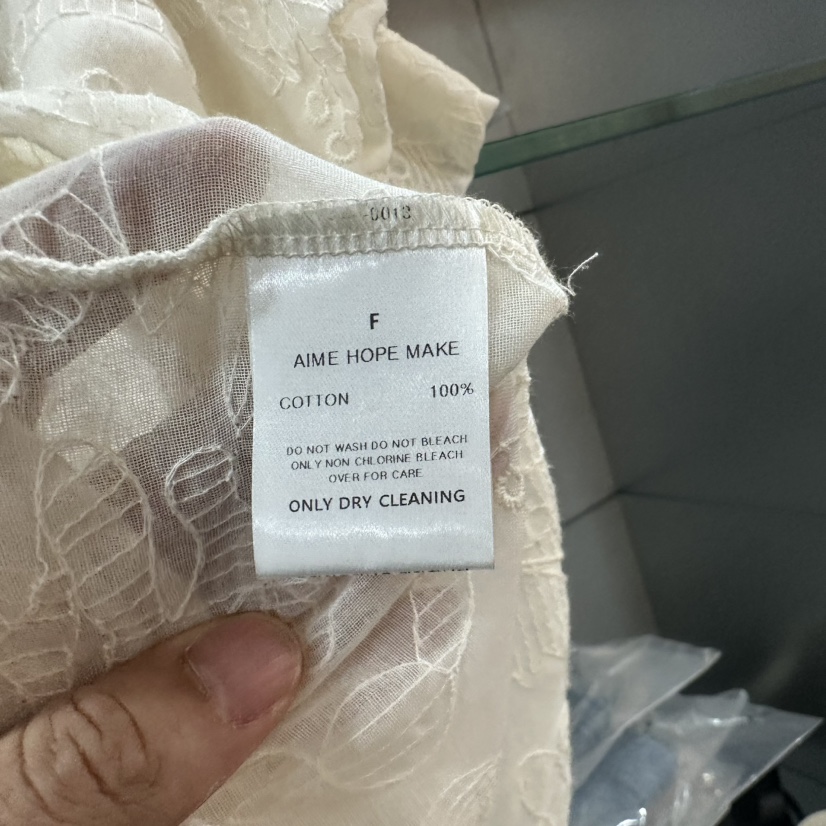 -0013
F
AIME HOPE MAKE
COTTON 100%
DO NOT WASH DO NOT BLEACH
ONLY NON CHLORINE BLEACH
OVER FOR CARE
ONLY DRY CLEANING